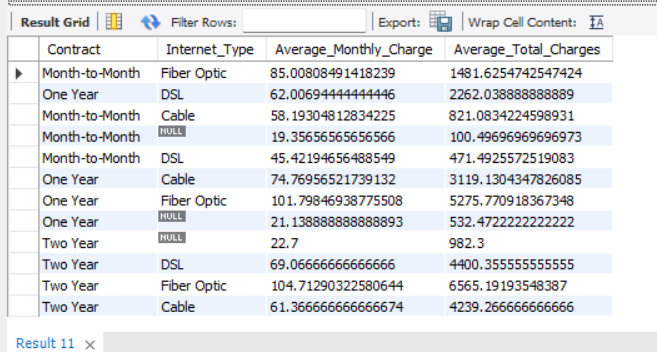 Result Grid Filter Rows: Export: Wrap Cell Content: IA
Contract Internet_Type Average_Monthly_Charge Average_Total_Charges
Month-to-Month Fiber Optic 85.00808491418239 1481.6254742547424
One Year DSL 62.00694444444446 2262.038888888889
Month-to-Month Cable 58.19304812834225 821.0834224598931
Month-to-Month NULL 19.35656565656566 100.49696969696973
Month-to-Month DSL 45.42194656488549 471.4925572519083
One Year Cable 74.76956521739132 3119.1304347826085
One Year Fiber Optic 101.79846938775508 5275.770918367348
One Year NULL 21.138888888888893 532.4722222222222
Two Year NULL 22.7 982.3
Two Year DSL 69.06666666666666 4400.355555555555
Two Year Fiber Optic 104.71290322580644 6565.19193548387
Two Year Cable 61.366666666666674 4239.266666666666
Result 11